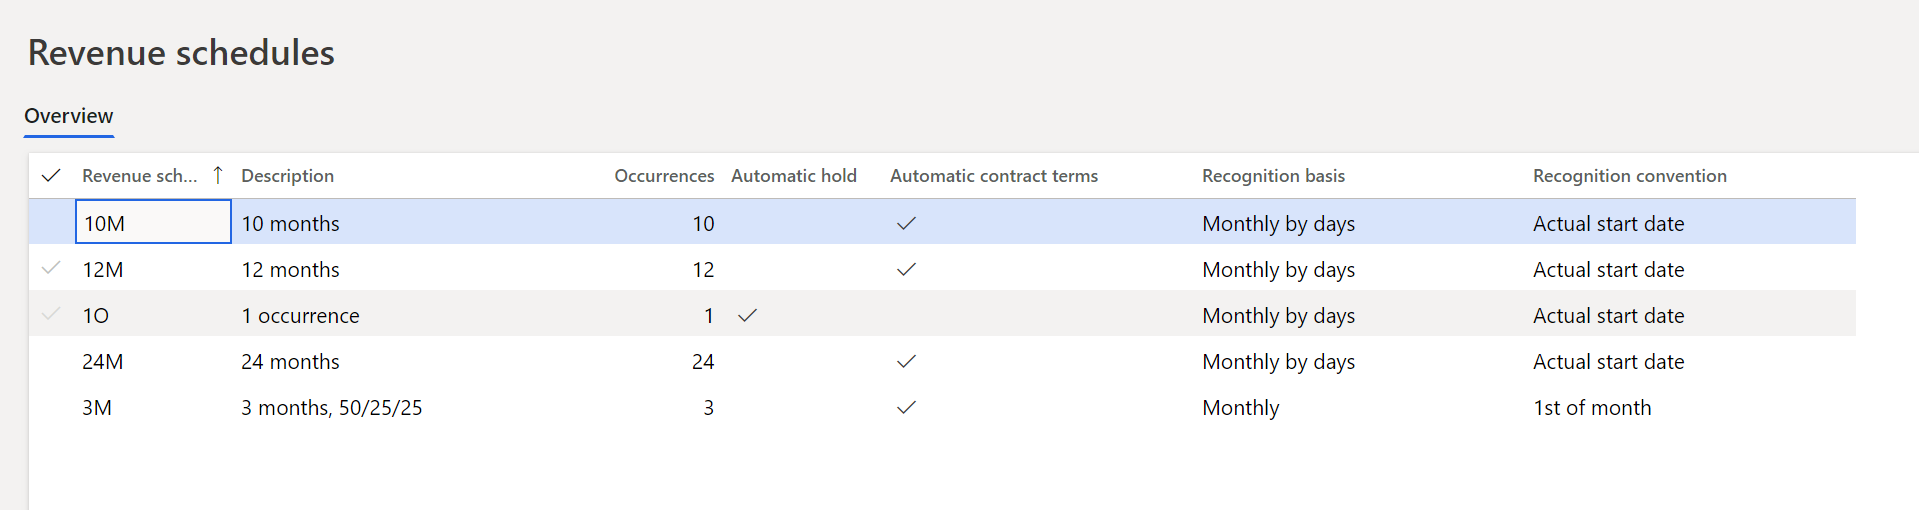 Revenue schedules
Overview
Revenue sch... Description Occurrences Automatic hold Automatic contract terms Recognition basis Recognition convention
10M 10 months 10 Monthly by days Actual start date
12M 12 months 12 Monthly by days Actual start date
1O 1 occurrence 1 Monthly by days Actual start date
24M 24 months 24 Monthly by days Actual start date
3M 3 months, 50/25/25 3 Monthly 1st of month